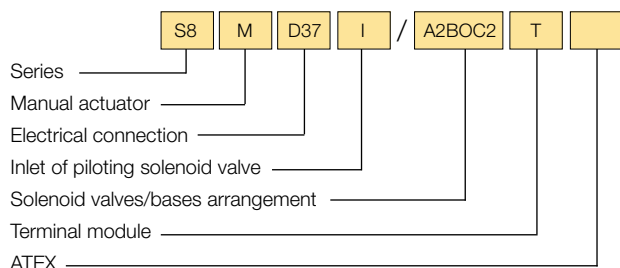 S8 M D37 I / A2BOC2 T
Series
Manual actuator
Electrical connection
Inlet of piloting solenoid valve
Solenoid valves/bases arrangement
Terminal module
ATEX